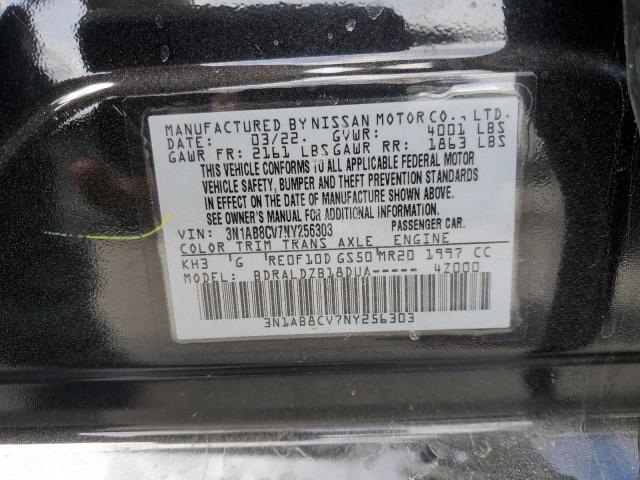 MANUFACTURED BY NISSAN MOTOR CO., LTD.
DATE: 03/22 GVWR: 4001 LBS
GAWR FR: 2161 LBS GAWR RR: 1863 LBS
THIS VEHICLE CONFORMS TO ALL APPLICABLE FEDERAL MOTOR
VEHICLE SAFETY, BUMPER AND THEFT PREVENTION STANDARDS
IN EFFECT ON THE DATE OF MANUFACTURE SHOWN ABOVE.
SEE OWNER'S MANUAL FOR ADDITIONAL INFORMATION.
VIN: 3N1AB8CV7NY256303 PASSENGER CAR.
COLOR TRIM TRANS AXLE ENGINE
KH3 G RE0F10D GS50 MR20 1997 CC
BDRALDZB18DUA----- 4Z000
3N1AB8CV7NY256303